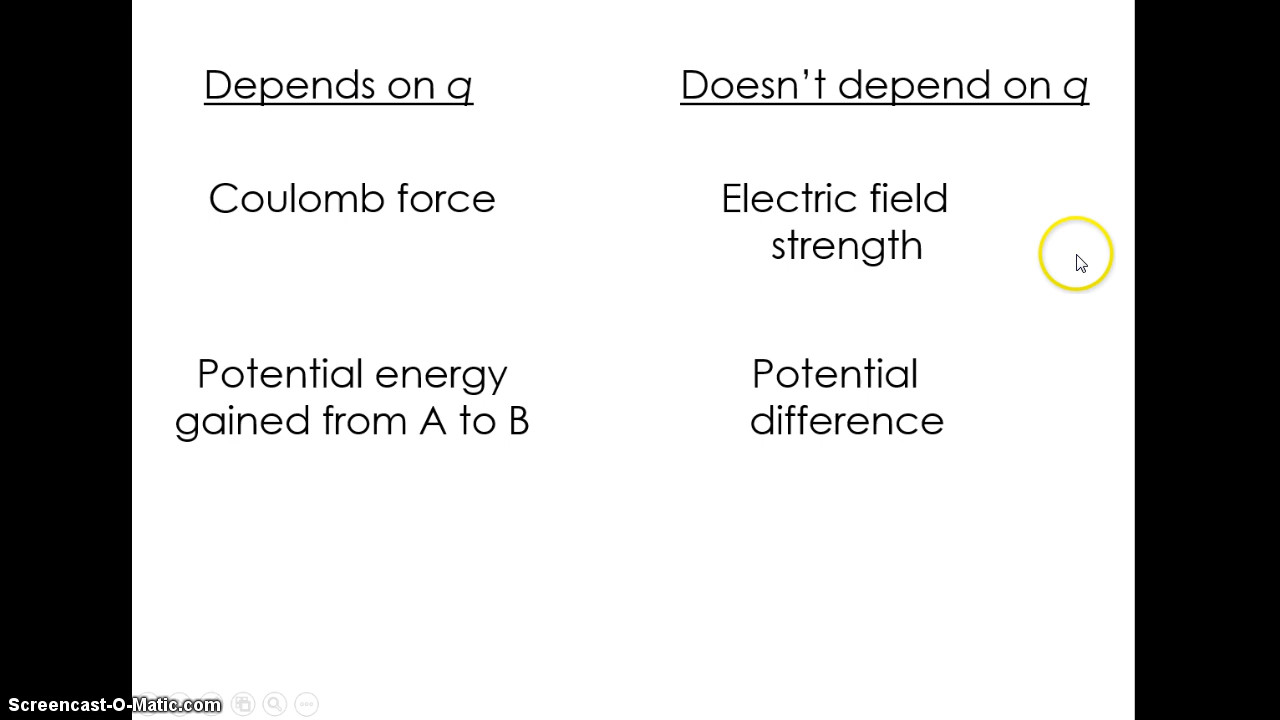 Depends on q
Doesn’t depend on q
Coulomb force
Electric field
strength
Potential energy
gained from A to B
Potential
difference
Screencast-O-Matic.com